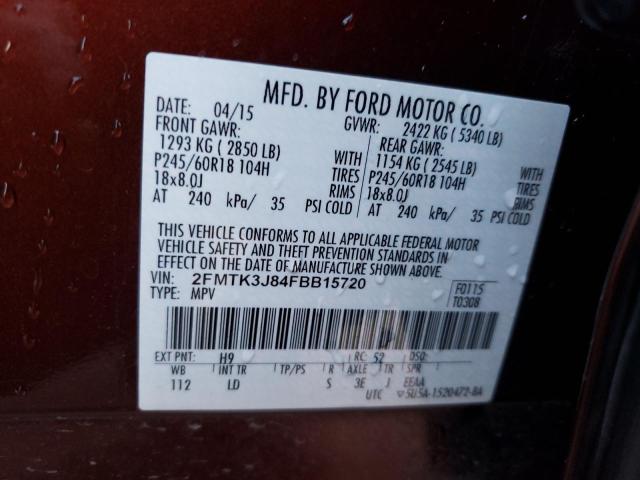 MFD. BY FORD MOTOR CO.
DATE: 04/15 GVWR: 2422 KG ( 5340 LB)
FRONT GAWR: REAR GAWR:
1293 KG ( 2850 LB) WITH 1154 KG ( 2545 LB) WITH
P245/60R18 104H TIRES P245/60R18 104H TIRES
18x8.0J RIMS 18x8.0J RIMS
AT 240 kPa/ 35 PSI COLD AT 240 kPa/ 35 PSI COLD
THIS VEHICLE CONFORMS TO ALL APPLICABLE FEDERAL MOTOR
VEHICLE SAFETY AND THEFT PREVENTION STANDARDS IN
EFFECT ON THE DATE OF MANUFACTURE SHOWN ABOVE.
VIN: 2FMTK3J84FBB15720 F0115
TYPE: MPV T0308
EXT PNT: H9 RC: 52 DSO:
WB INT TR TP/PS R AXLE TR SPR
112 LD S 3E J EEAA
UTC ▽5U5A-1520472-BA